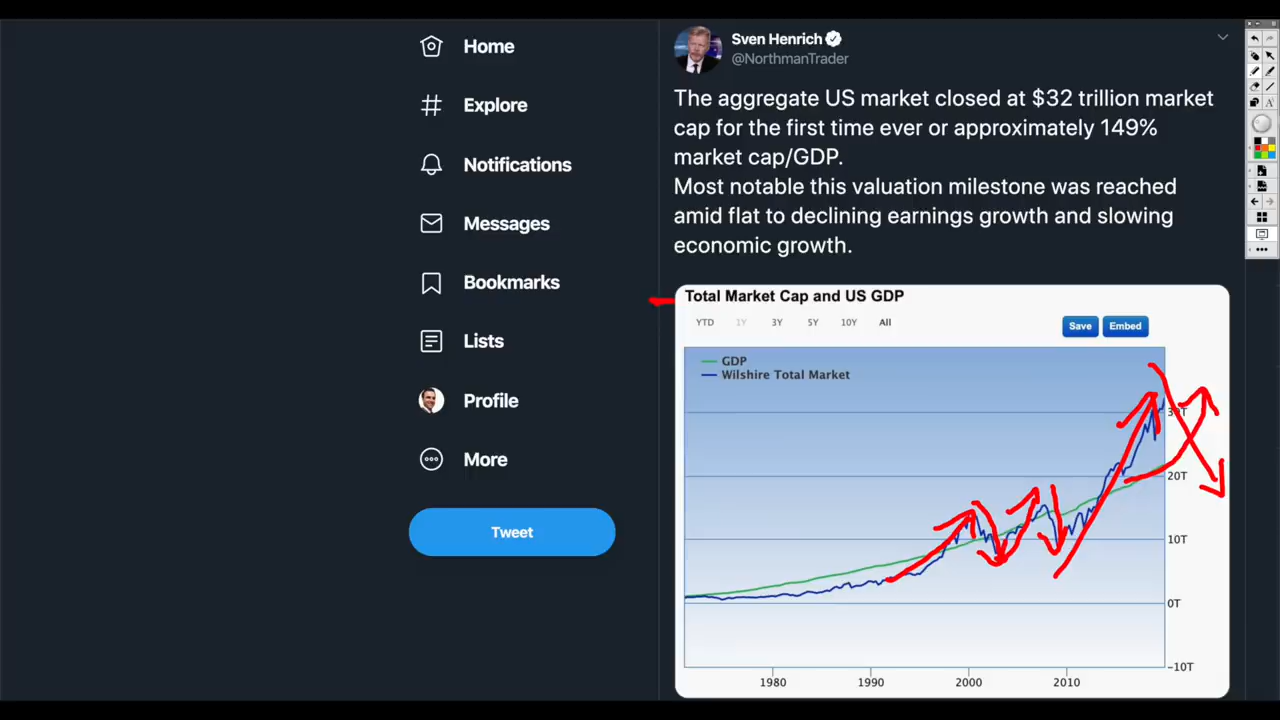 Home
Explore
Notifications
Messages
Bookmarks
Lists
Profile
More
Tweet
Sven Henrich
@NorthmanTrader
The aggregate US market closed at $32 trillion market
cap for the first time ever or approximately 149%
market cap/GDP.
Most notable this valuation milestone was reached
amid flat to declining earnings growth and slowing
economic growth.
Total Market Cap and US GDP
YTD 1Y 3Y 5Y 10Y All
Save Embed
GDP
Wilshire Total Market
20T
10T
0T
-10T
1980 1990 2000 2010
A